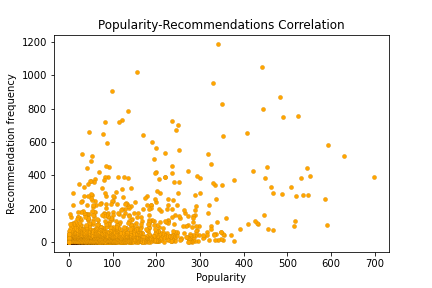 Popularity-Recommendations Correlation
Recommendation frequency
1200
1000
800
600
400
200
0
0 100 200 300 400 500 600 700
Popularity